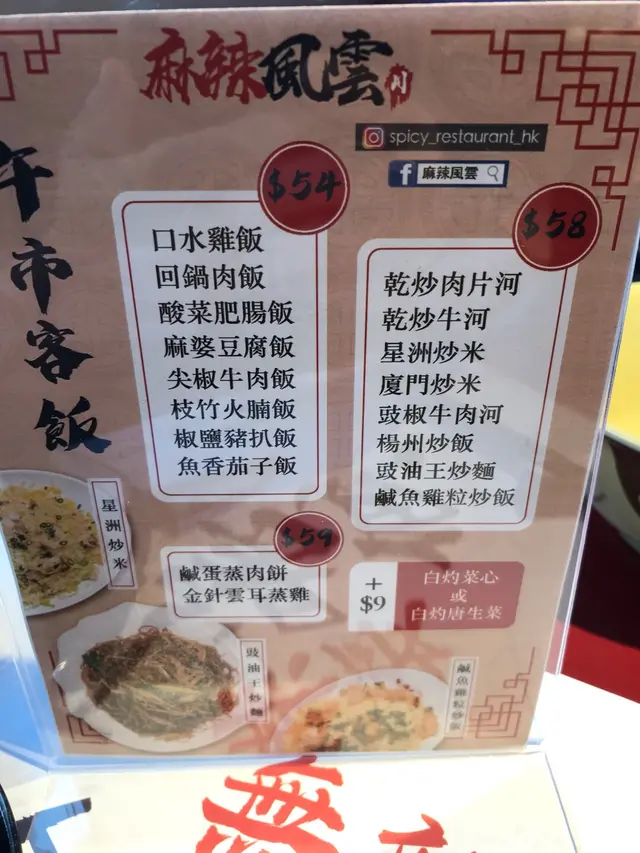 麻辣風雲
spicy_restaurant_hk
麻辣風雲
午市客飯
$54
口水雞飯
回鍋肉飯
酸菜肥腸飯
麻婆豆腐飯
尖椒牛肉飯
枝竹火腩飯
椒鹽豬扒飯
魚香茄子飯
$58
乾炒肉片河
乾炒牛河
星洲炒米
廈門炒米
豉椒牛肉河
楊州炒飯
豉油王炒麵
鹹魚雞粒炒飯
星洲炒米
$59
鹹蛋蒸肉餅
金針雲耳蒸雞
+
$9
白灼菜心
或
白灼唐生菜
豉油王炒麵
鹹魚雞粒炒飯